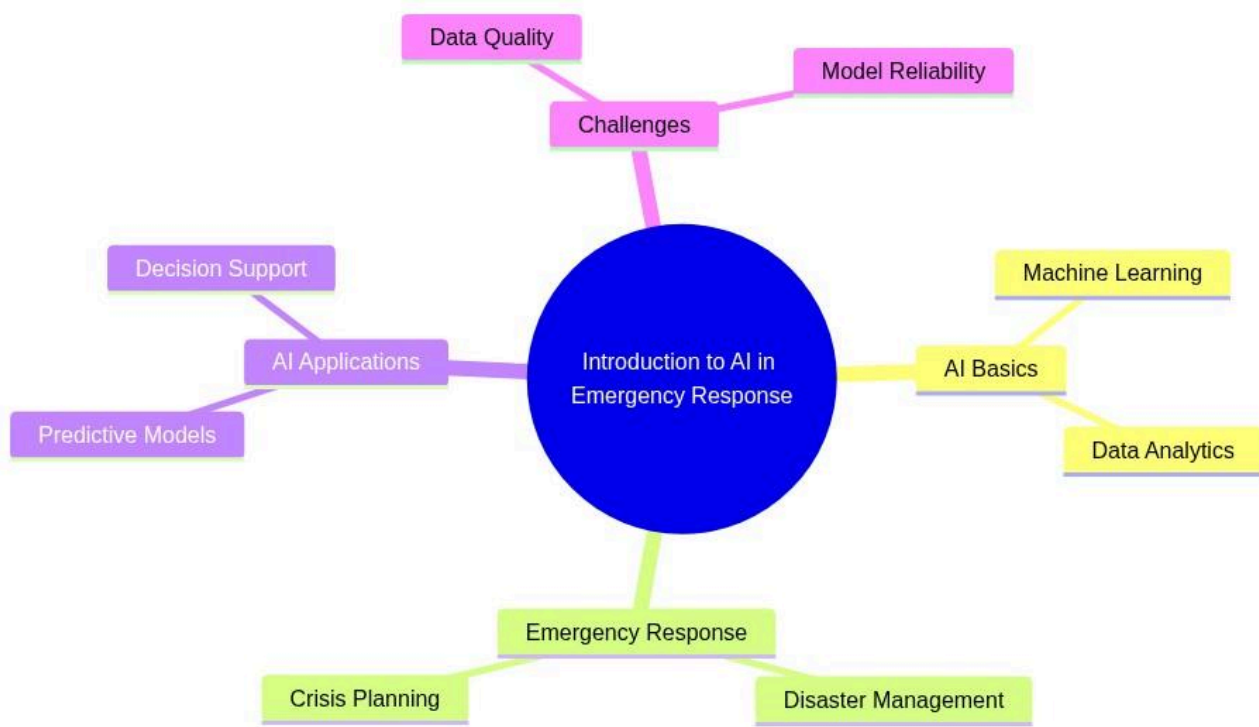 Data Quality
Model Reliability
Challenges
Decision Support
Machine Learning
AI Applications
Introduction to AI in
Emergency Response
AI Basics
Predictive Models
Data Analytics
Emergency Response
Crisis Planning
Disaster Management